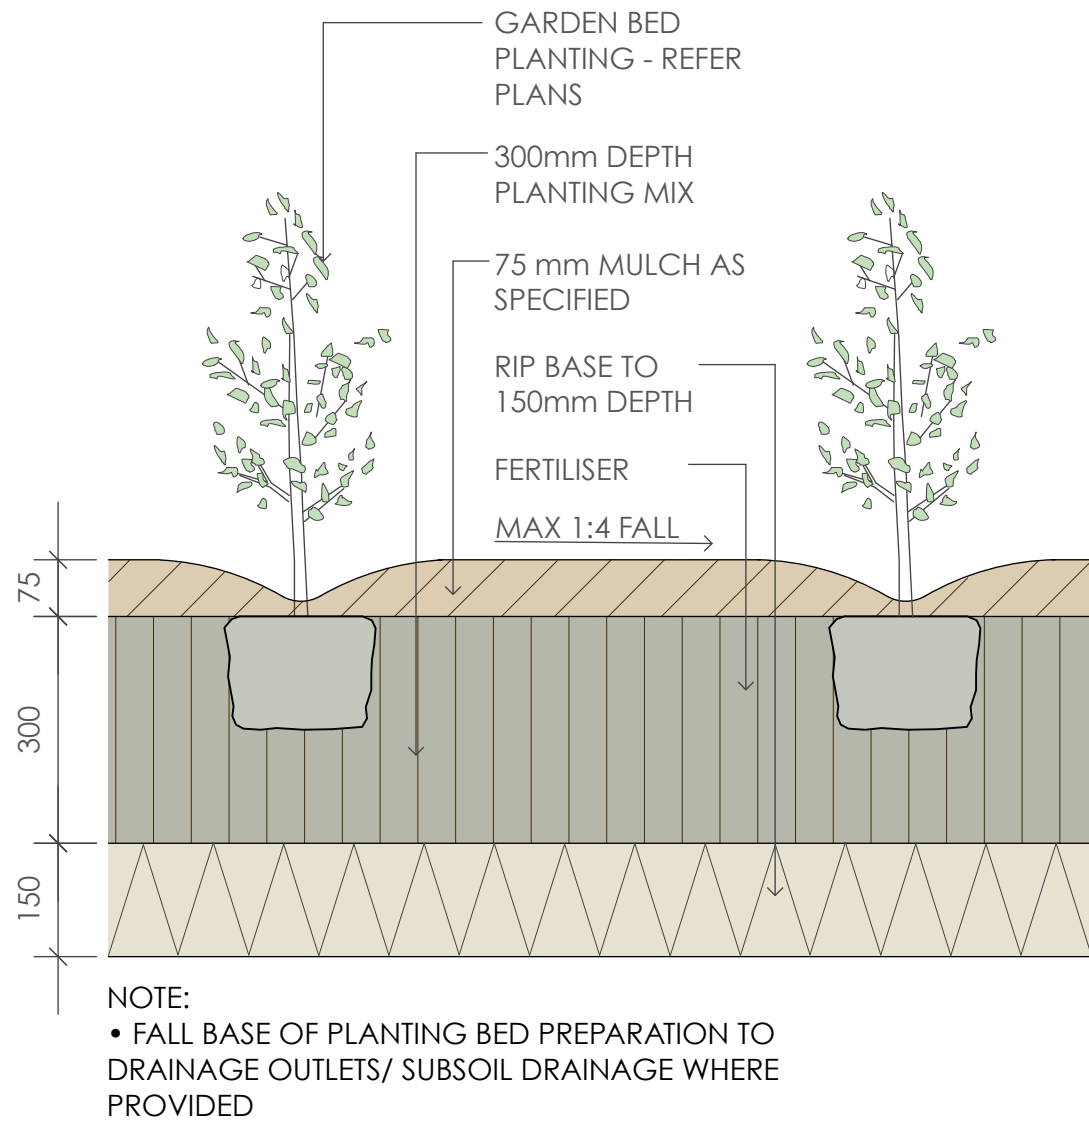 GARDEN BED
PLANTING - REFER
PLANS
300mm DEPTH
PLANTING MIX
75 mm MULCH AS
SPECIFIED
RIP BASE TO
150mm DEPTH
FERTILISER
MAX 1:4 FALL
75
300
150
NOTE:
• FALL BASE OF PLANTING BED PREPARATION TO
DRAINAGE OUTLETS/ SUBSOIL DRAINAGE WHERE
PROVIDED